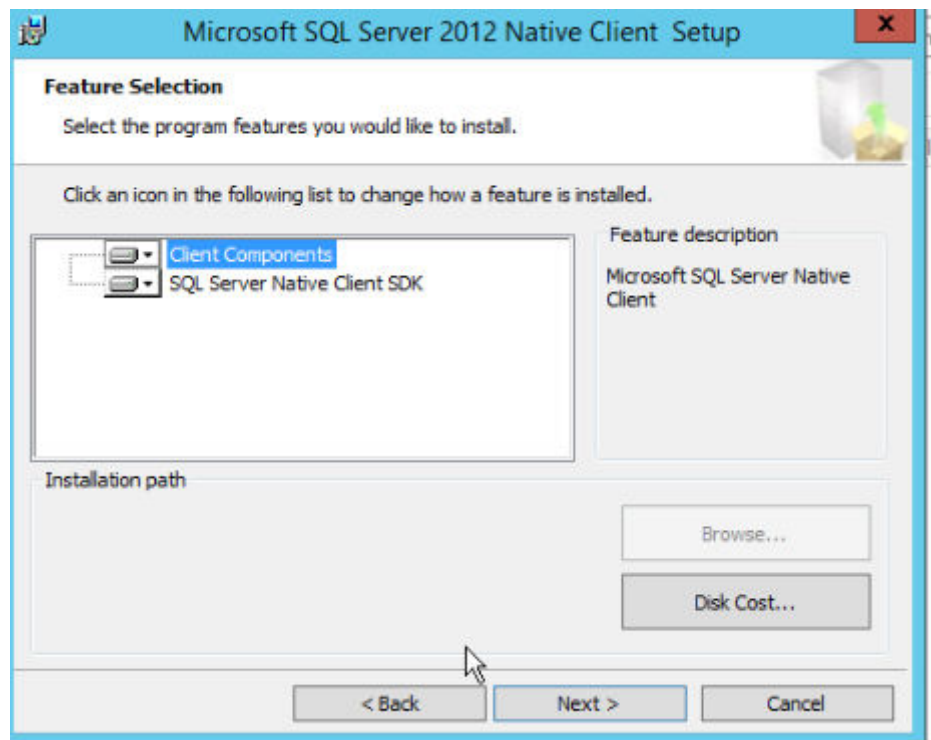 Microsoft SQL Server 2012 Native Client Setup
x
Feature Selection
Select the program features you would like to install.
Click an icon in the following list to change how a feature is installed.
Client Components
SQL Server Native Client SDK
Feature description
Microsoft SQL Server Native
Client
Installation path
Browse...
Disk Cost...
< Back
Next >
Cancel